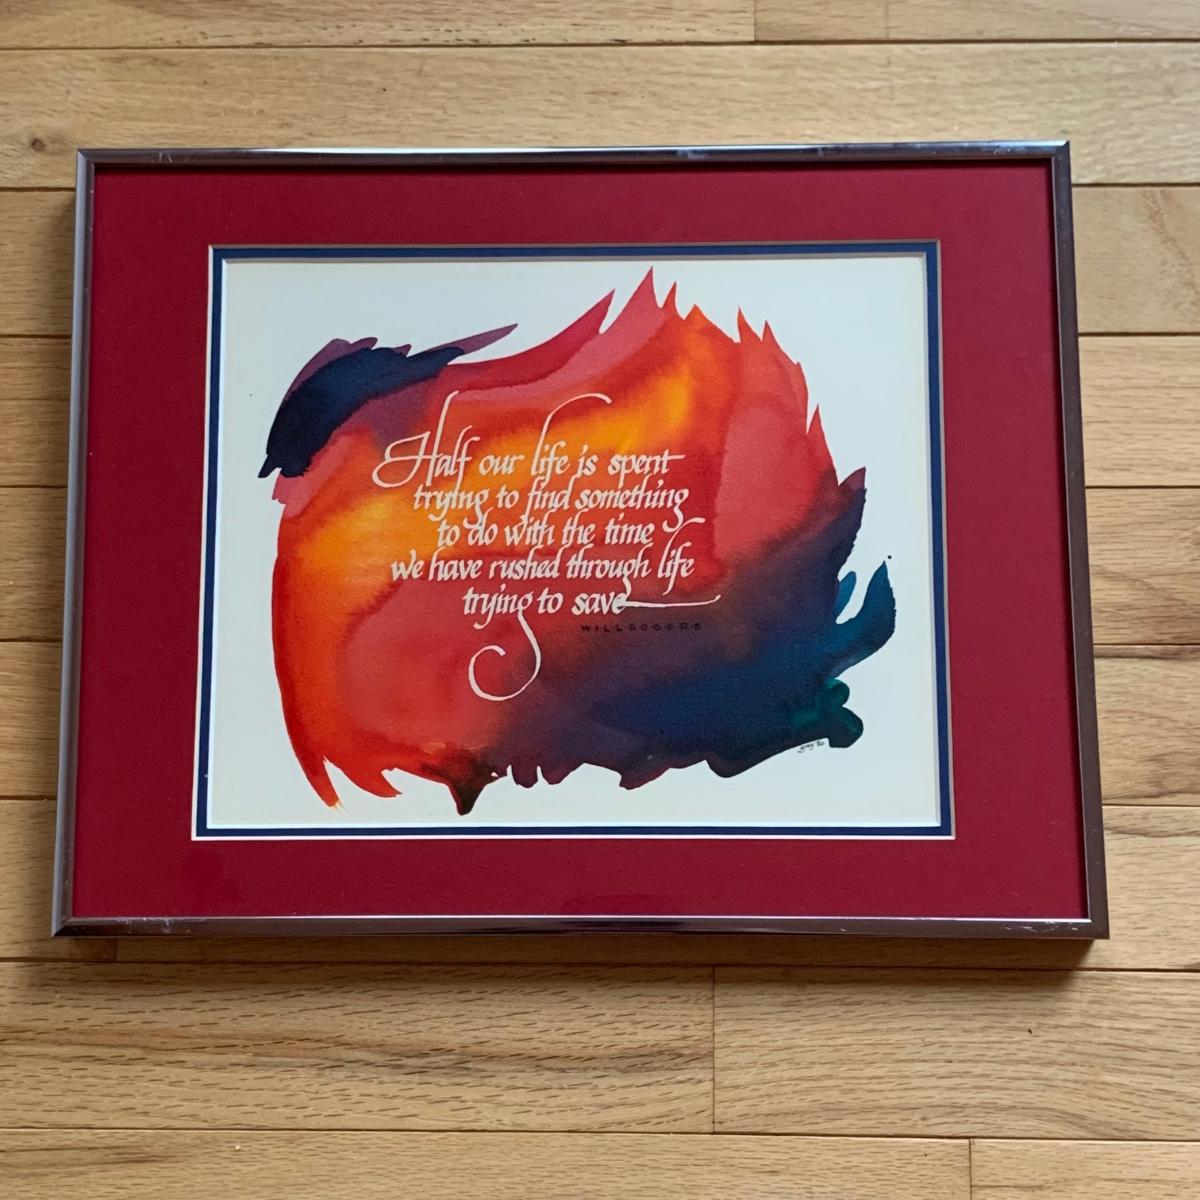 Half our life is spent
trying to find something
to do with the time
we have rushed through life
trying to save
WILL ROGERS